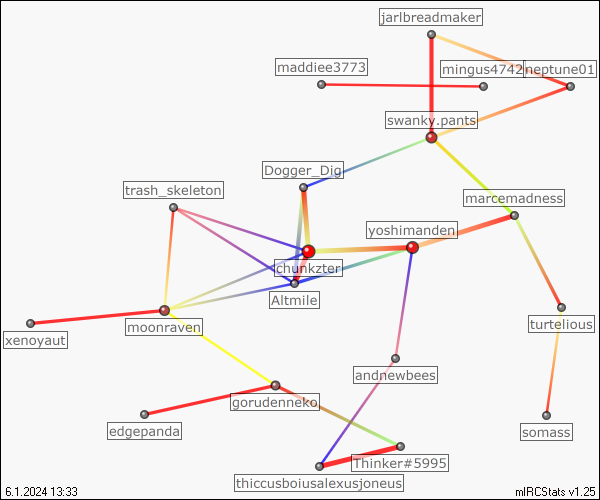 jarlbreadmaker
maddiee3773
mingus4742
neptune01
swanky.pants
Dogger_Dig
trash_skeleton
marcemadness
yoshimanden
chunkzter
Altmile
moonraven
turtelious
xenoyaut
andnewbees
gorudenneko
edgepanda
somass
Thinker#5995
thiccusboiusalexusjoneus
6.1.2024 13:33
mIRCStats v1.25